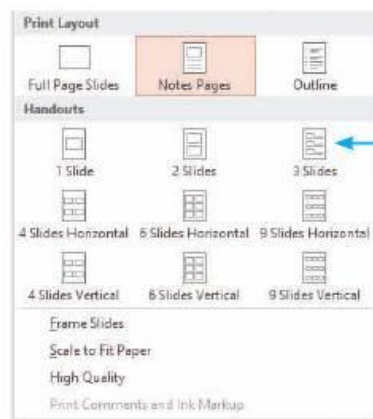 Print Layout
Full Page Slides Notes Pages Outline
Handouts
1 Slide 2 Slides 3 Slides
4 Slides Horizontal 6 Slides Horizontal 9 Slides Horizontal
4 Slides Vertical 6 Slides Vertical 9 Slides Vertical
Frame Slides
Scale to Fit Paper
High Quality
Print Comments and Ink Markup